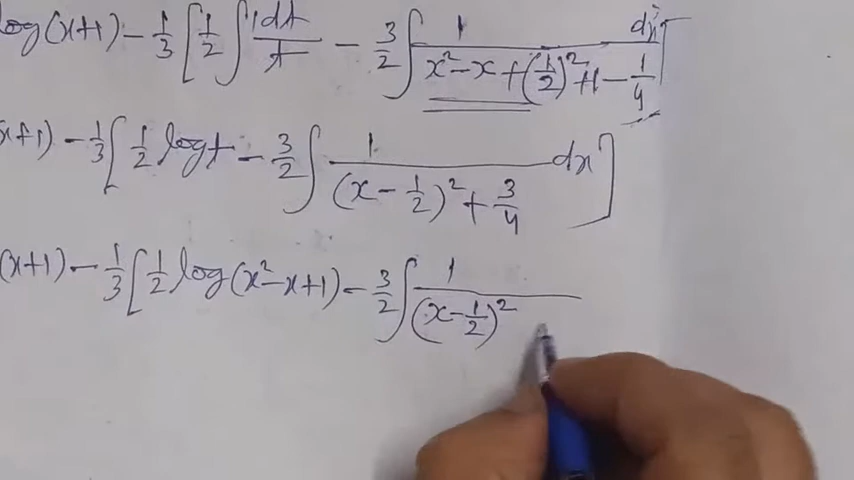 log(x+1) - 1/3 [ 1/2 ∫ 1dt/t - 3/2 ∫ 1/(x² - x + (1/2)² + 1 - 1/4) dx ]
x+1) - 1/3 [ 1/2 log t - 3/2 ∫ 1/((x - 1/2)² + 3/4) dx ]
(x+1) - 1/3 [ 1/2 log(x² - x + 1) - 3/2 ∫ 1/(x - 1/2)²